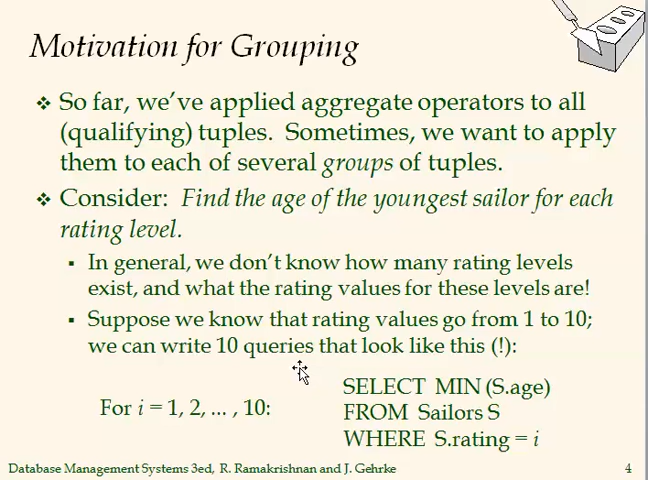 Motivation for Grouping
❖ So far, we've applied aggregate operators to all
(qualifying) tuples. Sometimes, we want to apply
them to each of several groups of tuples.
❖ Consider: Find the age of the youngest sailor for each
rating level.
▪ In general, we don't know how many rating levels
exist, and what the rating values for these levels are!
▪ Suppose we know that rating values go from 1 to 10;
we can write 10 queries that look like this (!):
For i = 1, 2, ... , 10:
SELECT MIN (S.age)
FROM Sailors S
WHERE S.rating = i
Database Management Systems 3ed, R. Ramakrishnan and J. Gehrke
4